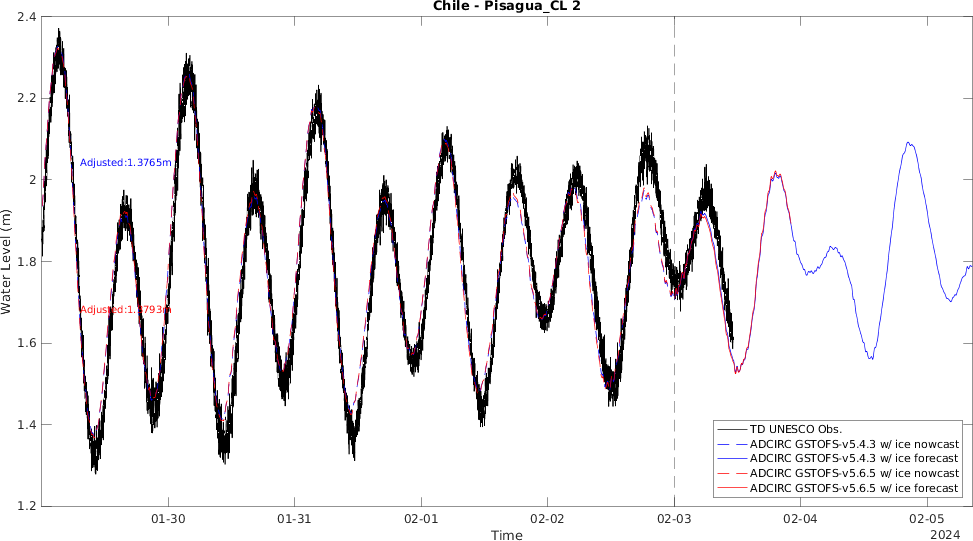 Chile - Pisagua_CL 2
2.4
2.2
2
1.8
1.6
1.4
1.2
Water Level (m)
Adjusted:1.3765m
Adjusted:1.3793m
TD UNESCO Obs.
ADCIRC GSTOFS-v5.4.3 w/ ice nowcast
ADCIRC GSTOFS-v5.4.3 w/ ice forecast
ADCIRC GSTOFS-v5.6.5 w/ ice nowcast
ADCIRC GSTOFS-v5.6.5 w/ ice forecast
01-30 01-31 02-01 02-02 02-03 02-04 02-05
Time
2024